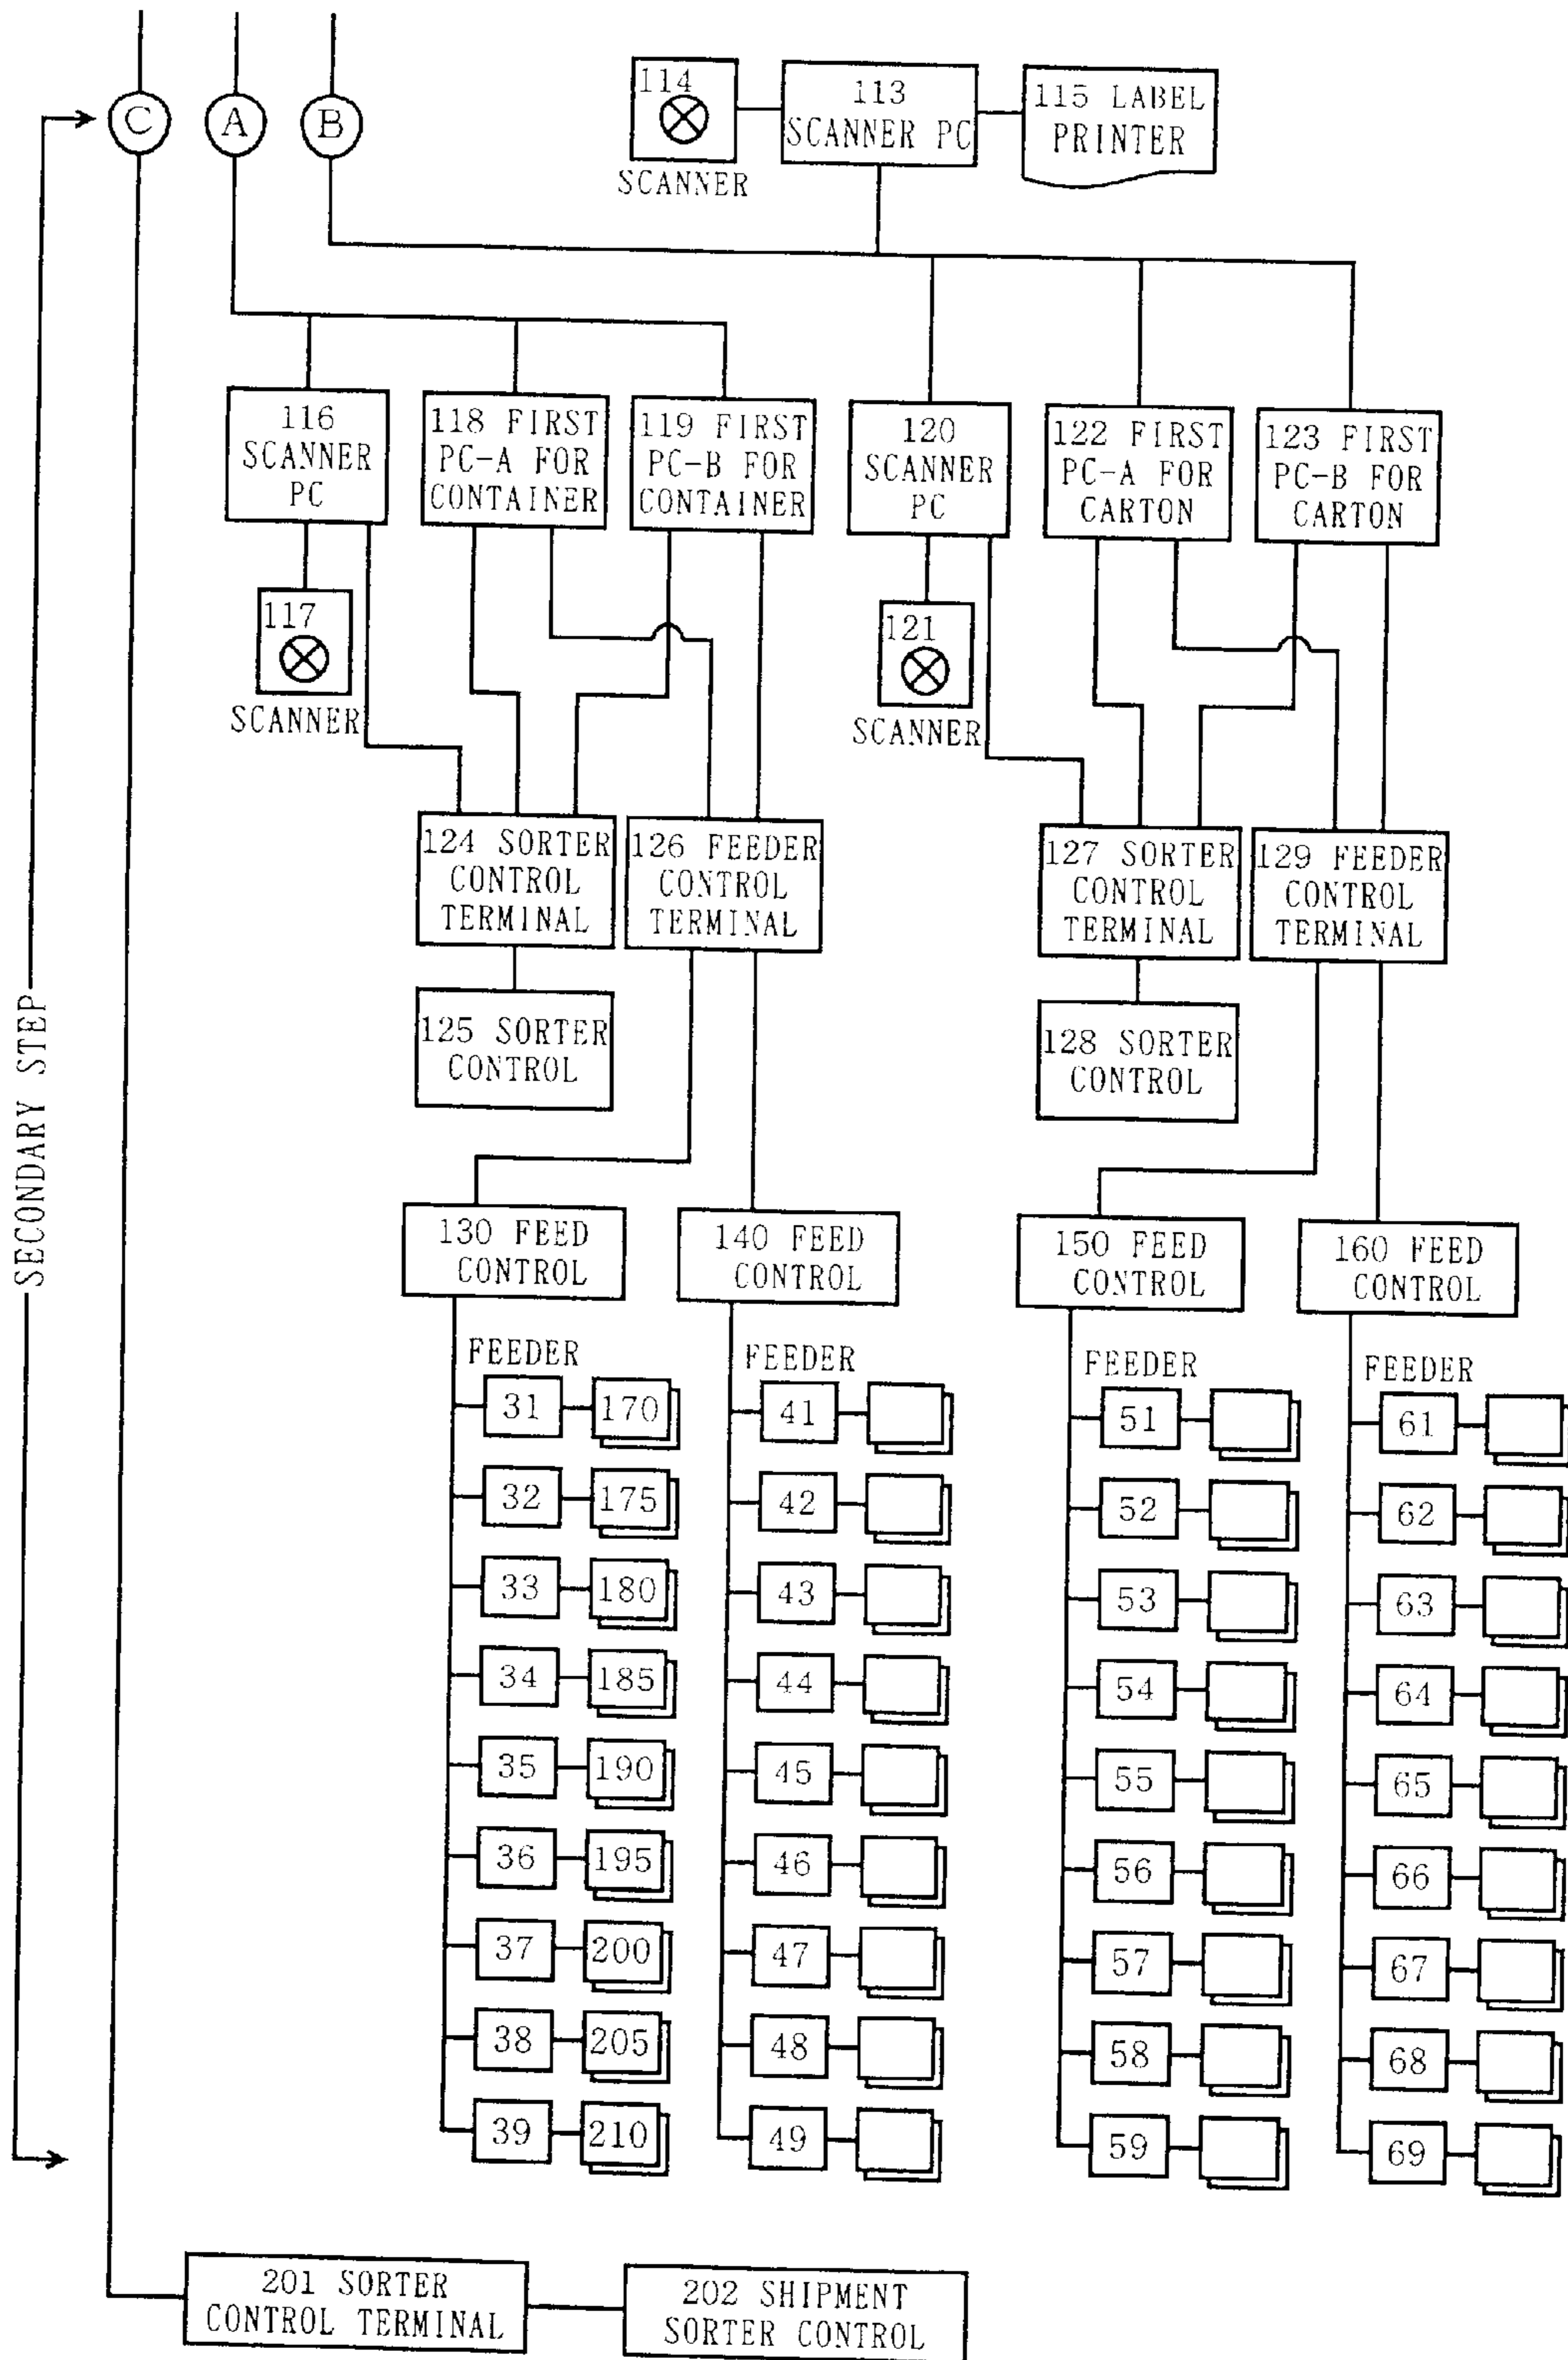 C A B
114
SCANNER
113
SCANNER PC
115 LABEL
PRINTER
116
SCANNER
PC
118 FIRST
PC-A FOR
CONTAINER
119 FIRST
PC-B FOR
CONTAINER
120
SCANNER
PC
122 FIRST
PC-A FOR
CARTON
123 FIRST
PC-B FOR
CARTON
117
SCANNER
121
SCANNER
124 SORTER
CONTROL
TERMINAL
126 FEEDER
CONTROL
TERMINAL
127 SORTER
CONTROL
TERMINAL
129 FEEDER
CONTROL
TERMINAL
125 SORTER
CONTROL
128 SORTER
CONTROL
SECONDARY STEP
130 FEED
CONTROL
140 FEED
CONTROL
150 FEED
CONTROL
160 FEED
CONTROL
FEEDER
31 170
32 175
33 180
34 185
35 190
36 195
37 200
38 205
39 210
FEEDER
41
42
43
44
45
46
47
48
49
FEEDER
51
52
53
54
55
56
57
58
59
FEEDER
61
62
63
64
65
66
67
68
69
201 SORTER
CONTROL TERMINAL
202 SHIPMENT
SORTER CONTROL